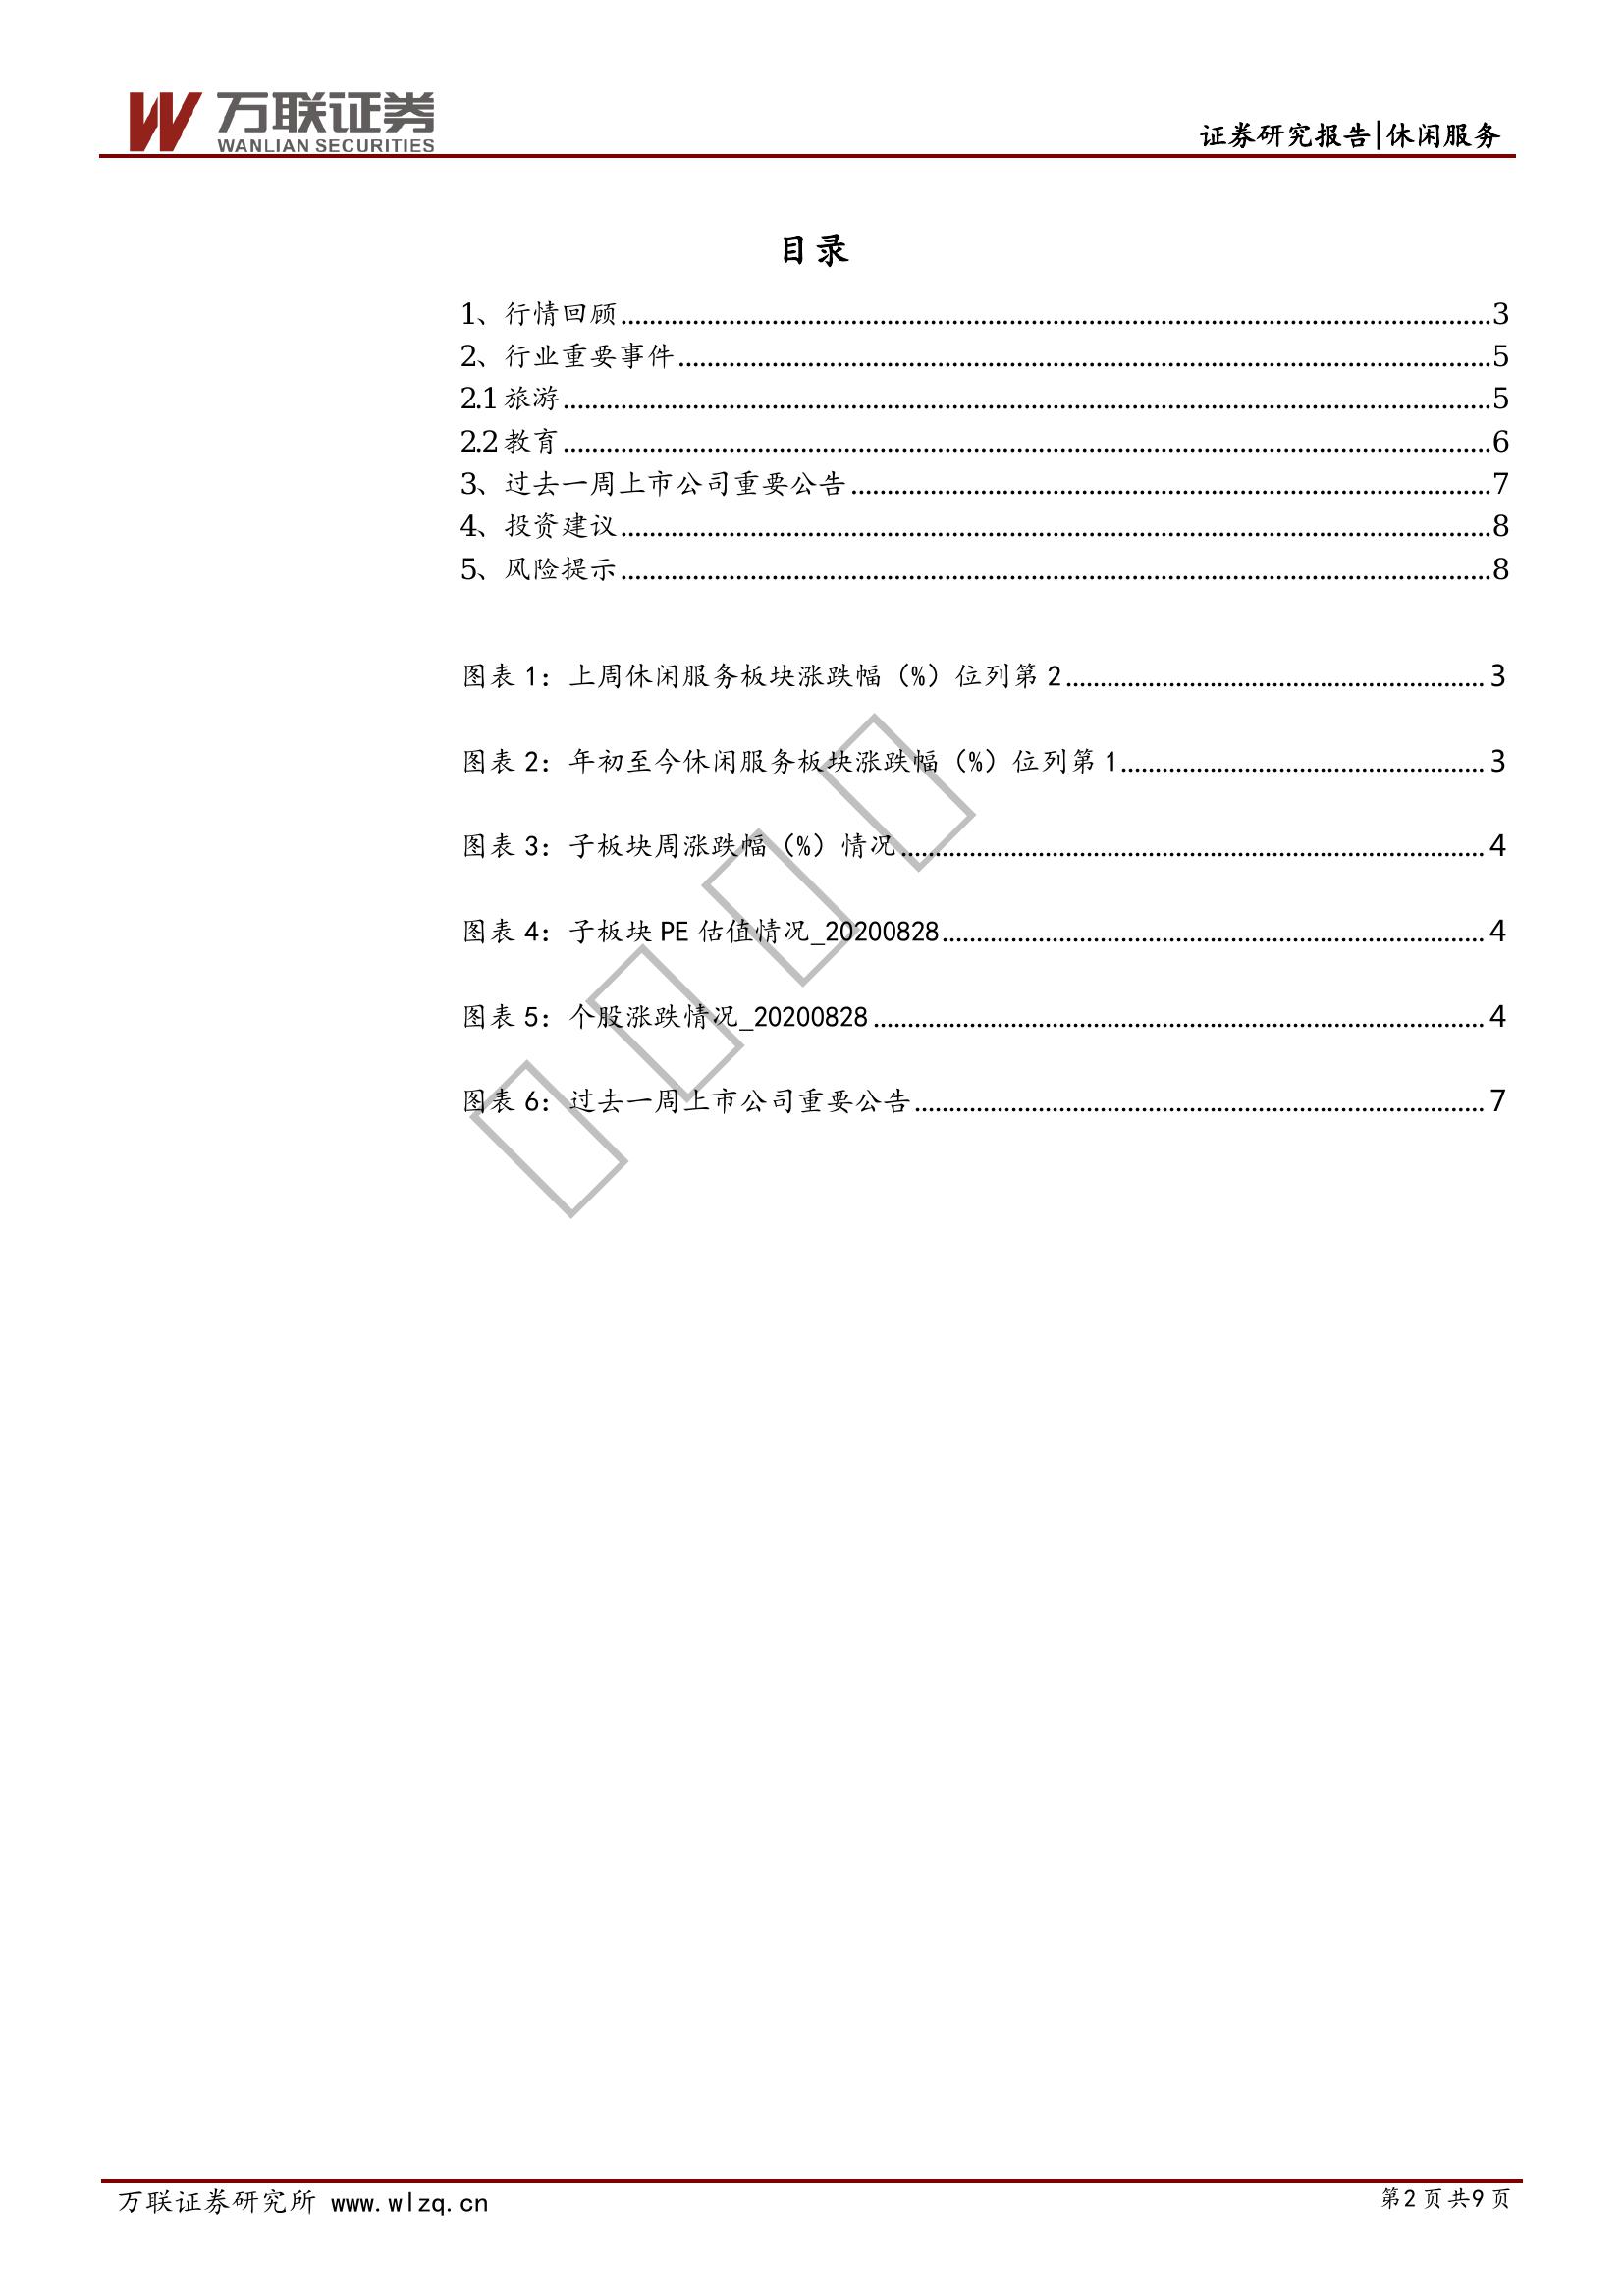 万联证券
WANLIAN SECURITIES
证券研究报告|休闲服务
目录
1、行情回顾........3
2、行业重要事件........5
2.1 旅游........5
2.2 教育........6
3、过去一周上市公司重要公告........7
4、投资建议........8
5、风险提示........8
图表 1：上周休闲服务板块涨跌幅（%）位列第 2........3
图表 2：年初至今休闲服务板块涨跌幅（%）位列第 1........3
图表 3：子板块周涨跌幅（%）情况........4
图表 4：子板块 PE 估值情况_20200828........4
图表 5：个股涨跌情况_20200828........4
图表 6：过去一周上市公司重要公告........7
万联证券研究所 www.wlzq.cn
第 2 页 共 9 页